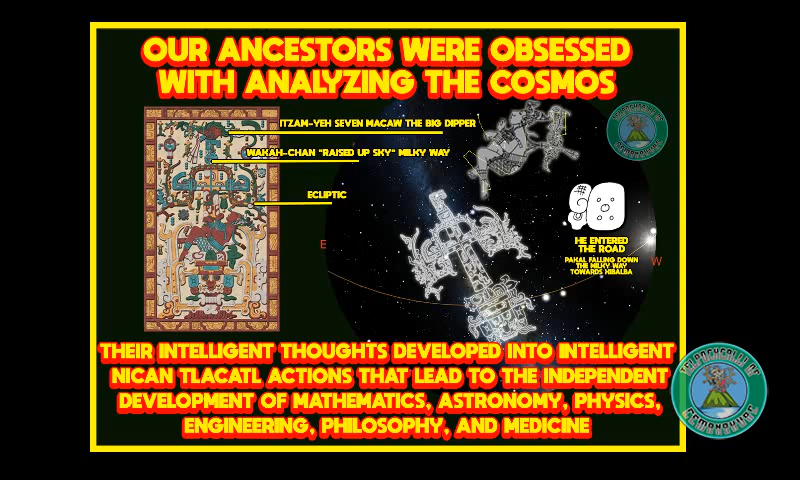 OUR ANCESTORS WERE OBSESSED
WITH ANALYZING THE COSMOS
ITZAM-YEH SEVEN MACAW THE BIG DIPPER
WAKAH-CHAN "RAISED UP SKY" MILKY WAY
ECLIPTIC
E
W
HE ENTERED
THE ROAD
PAKAL FALLING DOWN
THE MILKY WAY
TOWARDS XIBALBA
THEIR INTELLIGENT THOUGHTS DEVELOPED INTO INTELLIGENT
NICAN TLACATL ACTIONS THAT LEAD TO THE INDEPENDENT
DEVELOPMENT OF MATHEMATICS, ASTRONOMY, PHYSICS,
ENGINEERING, PHILOSOPHY, AND MEDICINE